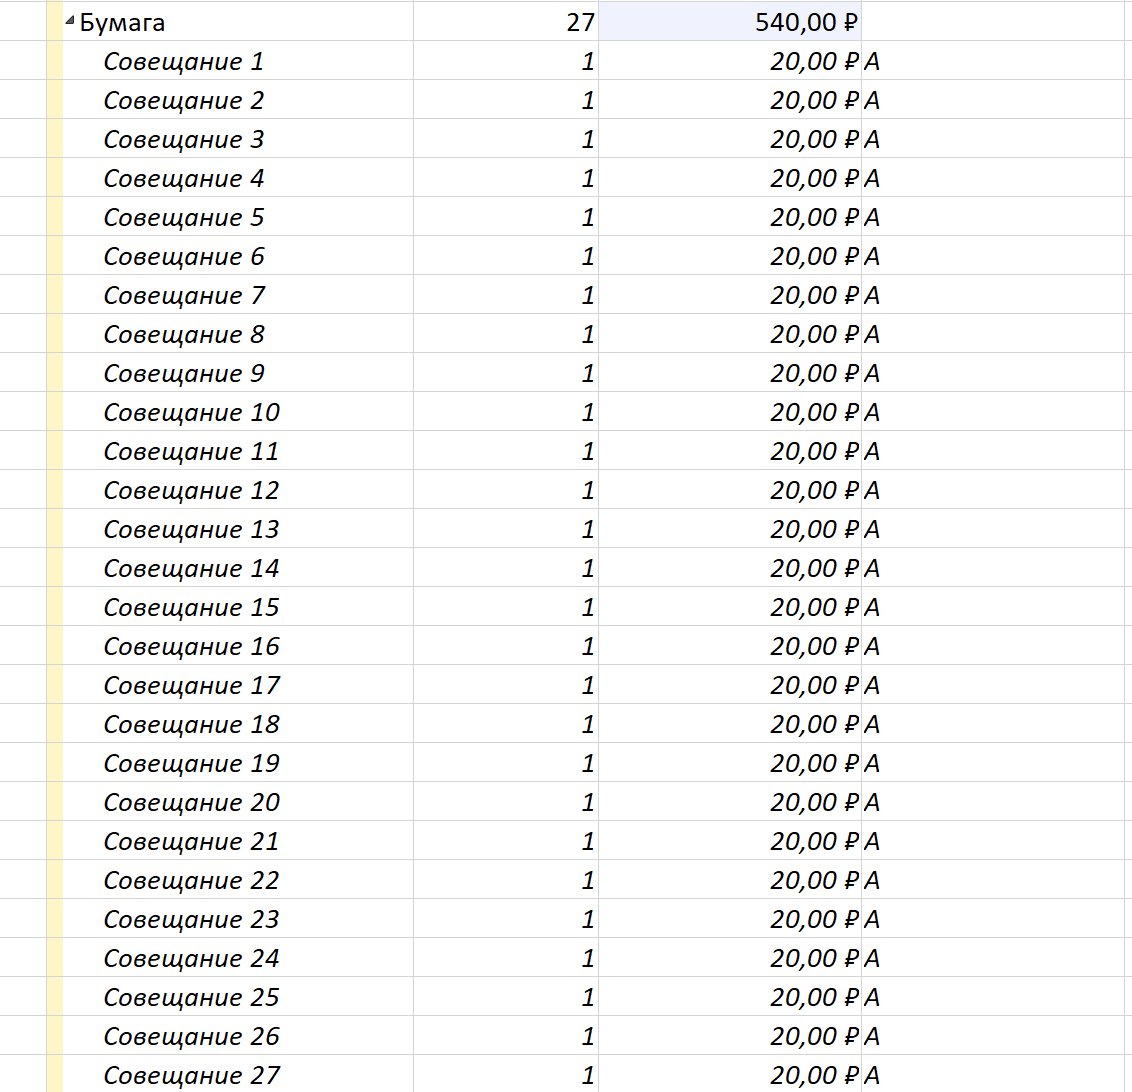 Бумага 27 540,00 ₽
Совещание 1 1 20,00 ₽ А
Совещание 2 1 20,00 ₽ А
Совещание 3 1 20,00 ₽ А
Совещание 4 1 20,00 ₽ А
Совещание 5 1 20,00 ₽ А
Совещание 6 1 20,00 ₽ А
Совещание 7 1 20,00 ₽ А
Совещание 8 1 20,00 ₽ А
Совещание 9 1 20,00 ₽ А
Совещание 10 1 20,00 ₽ А
Совещание 11 1 20,00 ₽ А
Совещание 12 1 20,00 ₽ А
Совещание 13 1 20,00 ₽ А
Совещание 14 1 20,00 ₽ А
Совещание 15 1 20,00 ₽ А
Совещание 16 1 20,00 ₽ А
Совещание 17 1 20,00 ₽ А
Совещание 18 1 20,00 ₽ А
Совещание 19 1 20,00 ₽ А
Совещание 20 1 20,00 ₽ А
Совещание 21 1 20,00 ₽ А
Совещание 22 1 20,00 ₽ А
Совещание 23 1 20,00 ₽ А
Совещание 24 1 20,00 ₽ А
Совещание 25 1 20,00 ₽ А
Совещание 26 1 20,00 ₽ А
Совещание 27 1 20,00 ₽ А